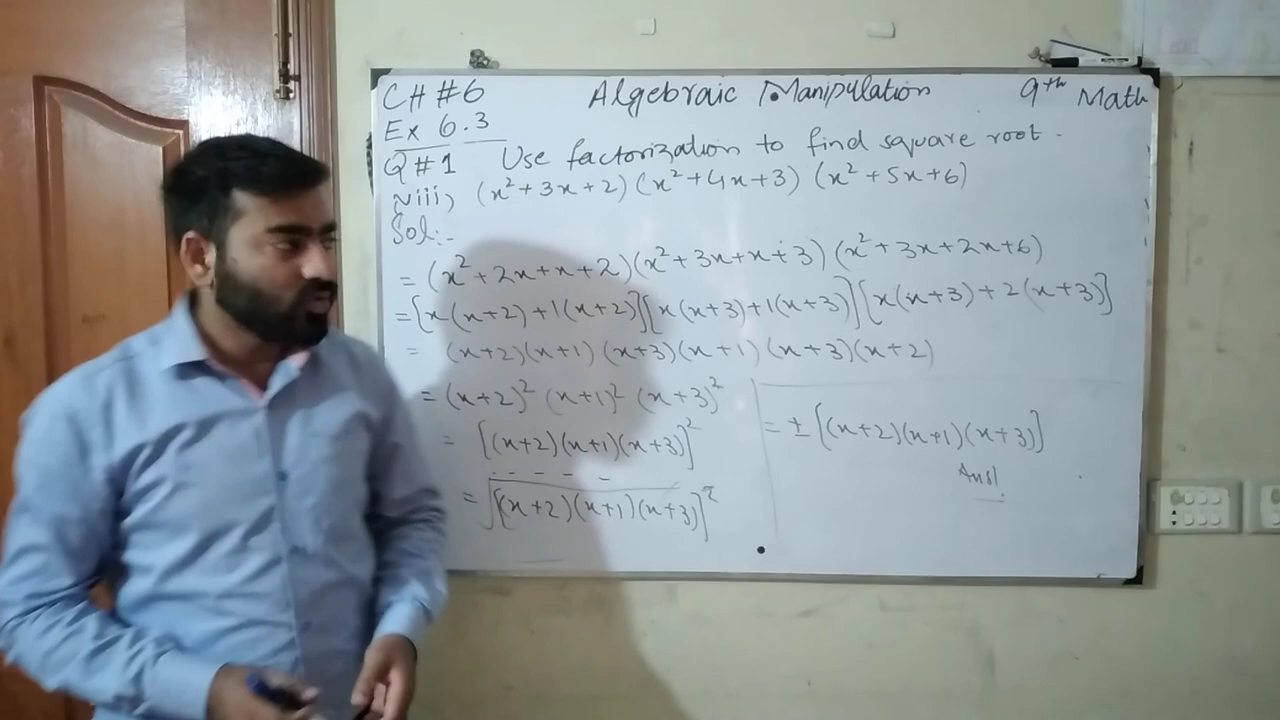 CH #6 Algebraic Manipulation 9th Math
Ex 6.3
Q#1 Use factorization to find square root.
viii, (x²+3x+2)(x²+4x+3)(x²+5x+6)
Sol:-
= (x²+2x+x+2)(x²+3x+x+3)(x²+3x+2x+6)
=[x(x+2)+1(x+2)][x(x+3)+1(x+3)][x(x+3)+2(x+3)]
= (x+2)(x+1)(x+3)(x+1)(x+3)(x+2)
= (x+2)² (x+1)² (x+3)²
= [(x+2)(x+1)(x+3)]²
= √[(x+2)(x+1)(x+3)]²
= ± [(x+2)(x+1)(x+3)]
Ans